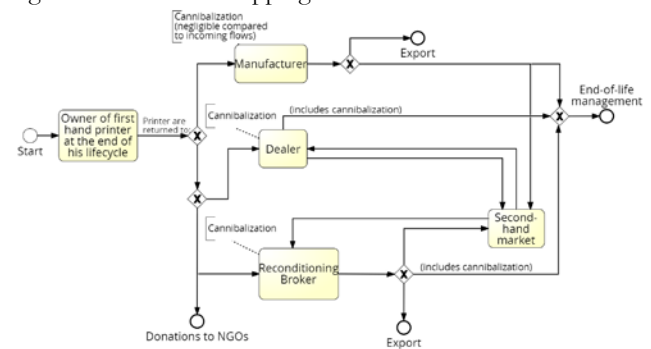 Cannibalization
(negligible compared
to incoming flows)
Export
Manufacturer
End-of-life
management
Owner of first
hand printer
at the end of
his lifecycle
Printer are
returned to:
Cannibalization
(includes cannibalization)
Start
Dealer
Second-
hand
market
Cannibalization
Reconditioning
Broker
(includes cannibalization)
Donations to NGOs
Export